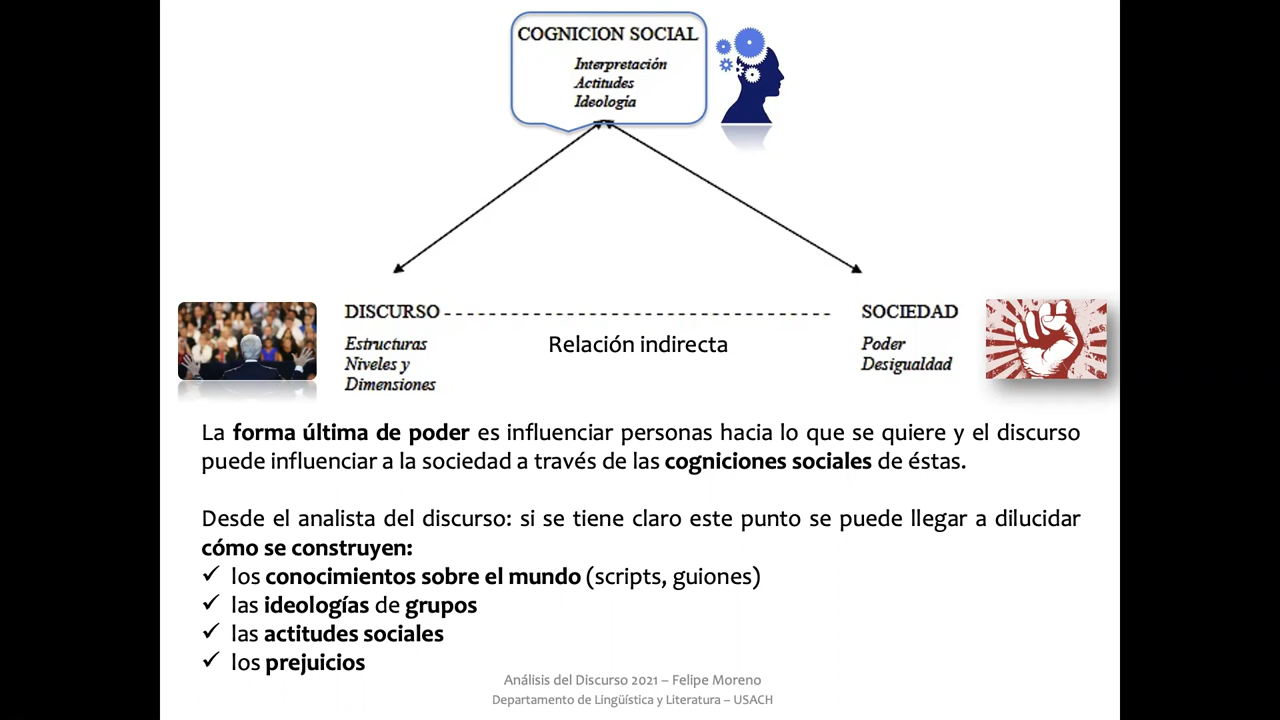 COGNICION SOCIAL
Interpretación
Actitudes
Ideología
DISCURSO
SOCIEDAD
Estructuras
Niveles y
Dimensiones
Relación indirecta
Poder
Desigualdad
La forma última de poder es influenciar personas hacia lo que se quiere y el discurso
puede influenciar a la sociedad a través de las cogniciones sociales de éstas.
Desde el analista del discurso: si se tiene claro este punto se puede llegar a dilucidar
cómo se construyen:
✓ los conocimientos sobre el mundo (scripts, guiones)
✓ las ideologías de grupos
✓ las actitudes sociales
✓ los prejuicios
Análisis del Discurso 2021 – Felipe Moreno
Departamento de Lingüística y Literatura – USACH